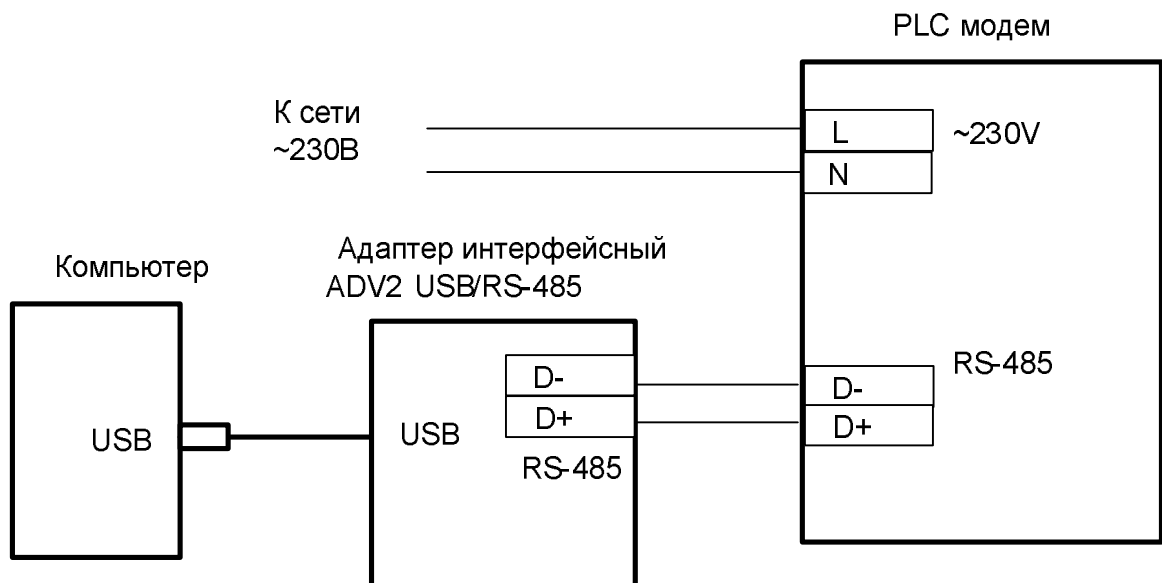 PLC модем
К сети
~230В
L
~230V
N
Адаптер интерфейсный
ADV2 USB/RS-485
Компьютер
D-
D+
RS-485
D-
D+
USB
USB
RS-485